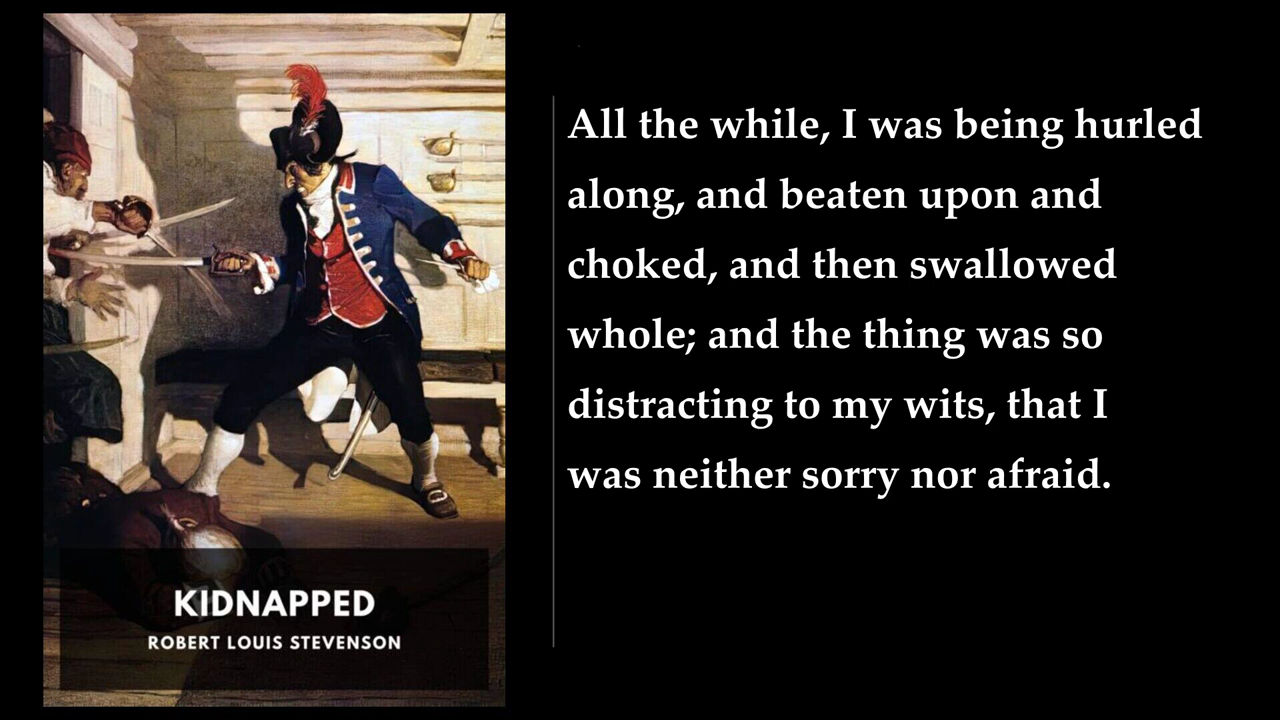 All the while, I was being hurled
along, and beaten upon and
choked, and then swallowed
whole; and the thing was so
distracting to my wits, that I
was neither sorry nor afraid.
KIDNAPPED
ROBERT LOUIS STEVENSON